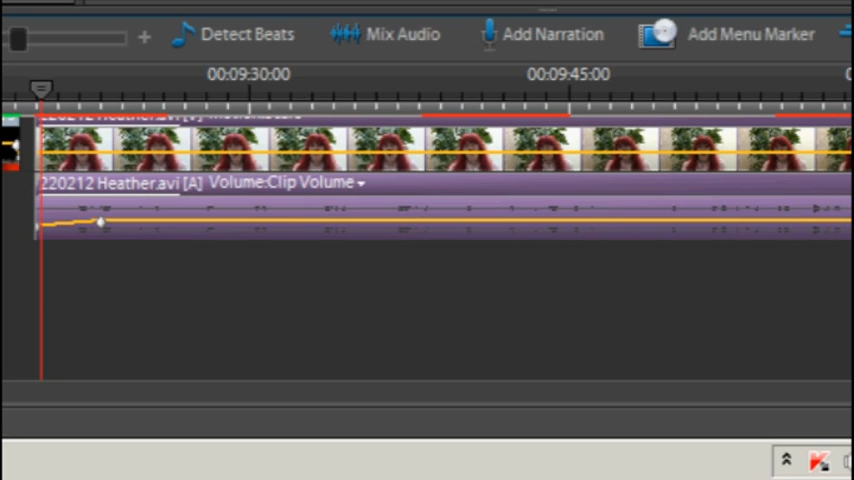 Detect Beats Mix Audio Add Narration Add Menu Marker
00:09:30:00 00:09:45:00
220212 Heather.avi [A] Volume:Clip Volume